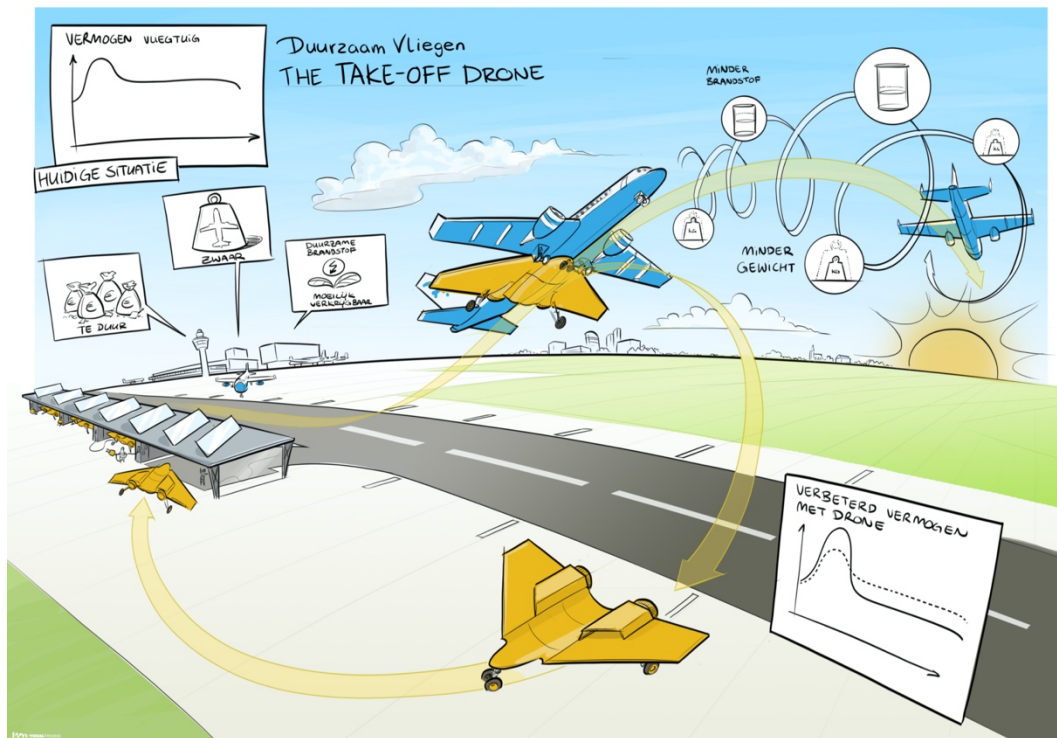 VERMOGEN VLIEGTUIG
Duurzaam Vliegen
THE TAKE-OFF DRONE
HUIDIGE SITUATIE
ZWAAR
DUURZAME
BRANDSTOF
MOEILIJK
VERKRIJGBAAR
TE DUUR
MINDER
BRANDSTOF
MINDER
GEWICHT
VERBETERD VERMOGEN
MET DRONE